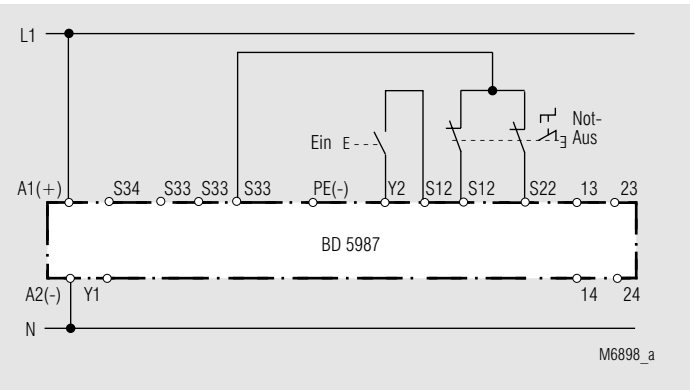 L1
Ein E
Not-
Aus
A1(+) S34 S33 S33 S33 PE(-) Y2 S12 S12 S22 13 23
BD 5987
A2(-) Y1 14 24
N
M6898_a